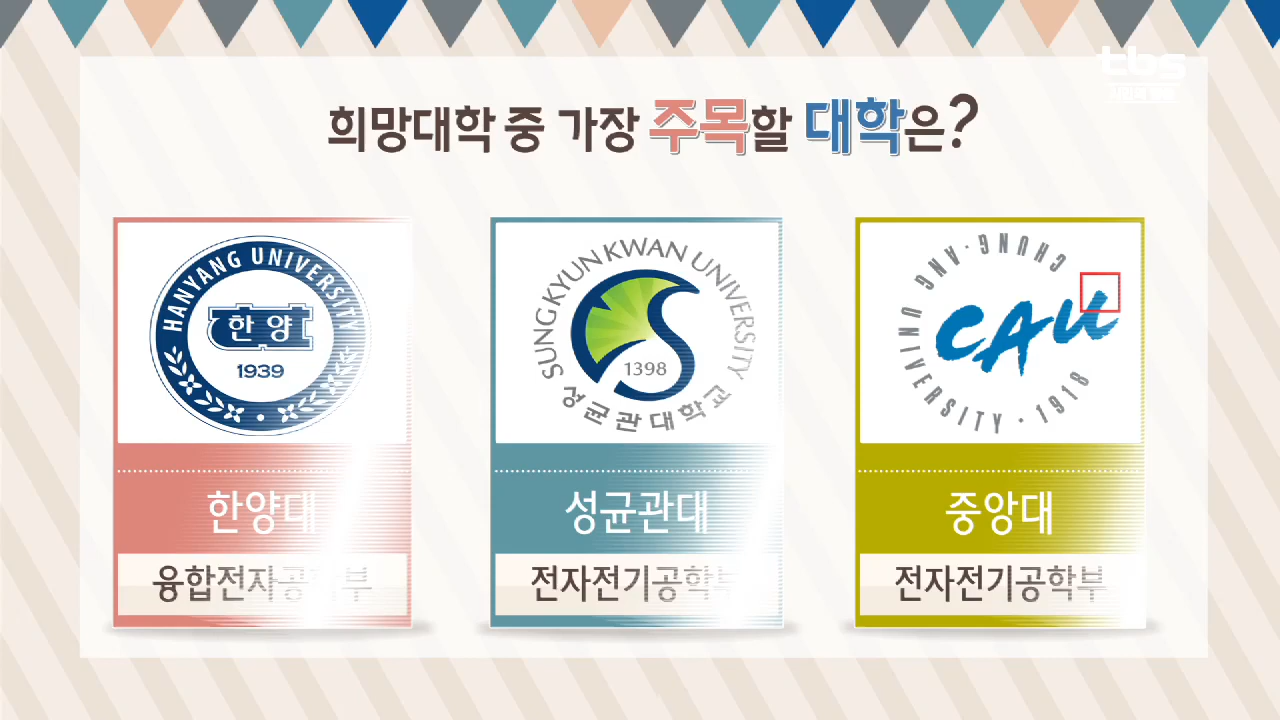 tbs
희망대학 중 가장 주목할 대학은?
HANYANG UNIVERSITY
한양
1939
한양대
융합전자공학부
SUNGKYUNKWAN UNIVERSITY
1398
성균관대학교
성균관대
전자전기공학부
CHUNG·ANG UNIVERSITY·1918
CAU
중앙대
전자전기공학부